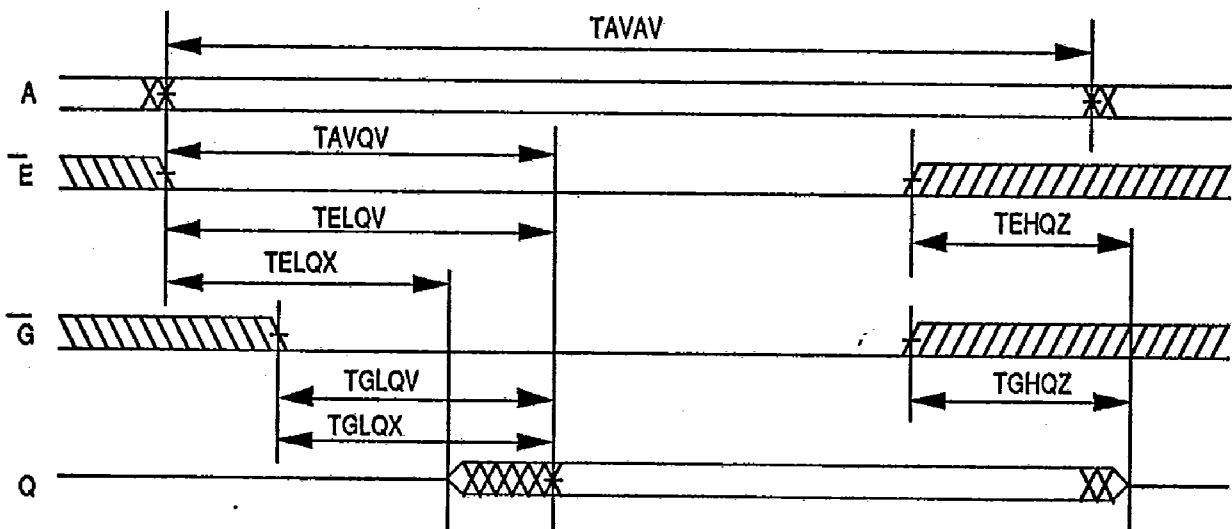 TAVAV
A
TAVQV
E̅
TELQV
TEHQZ
TELQX
G̅
TGLQV
TGHQZ
TGLQX
Q